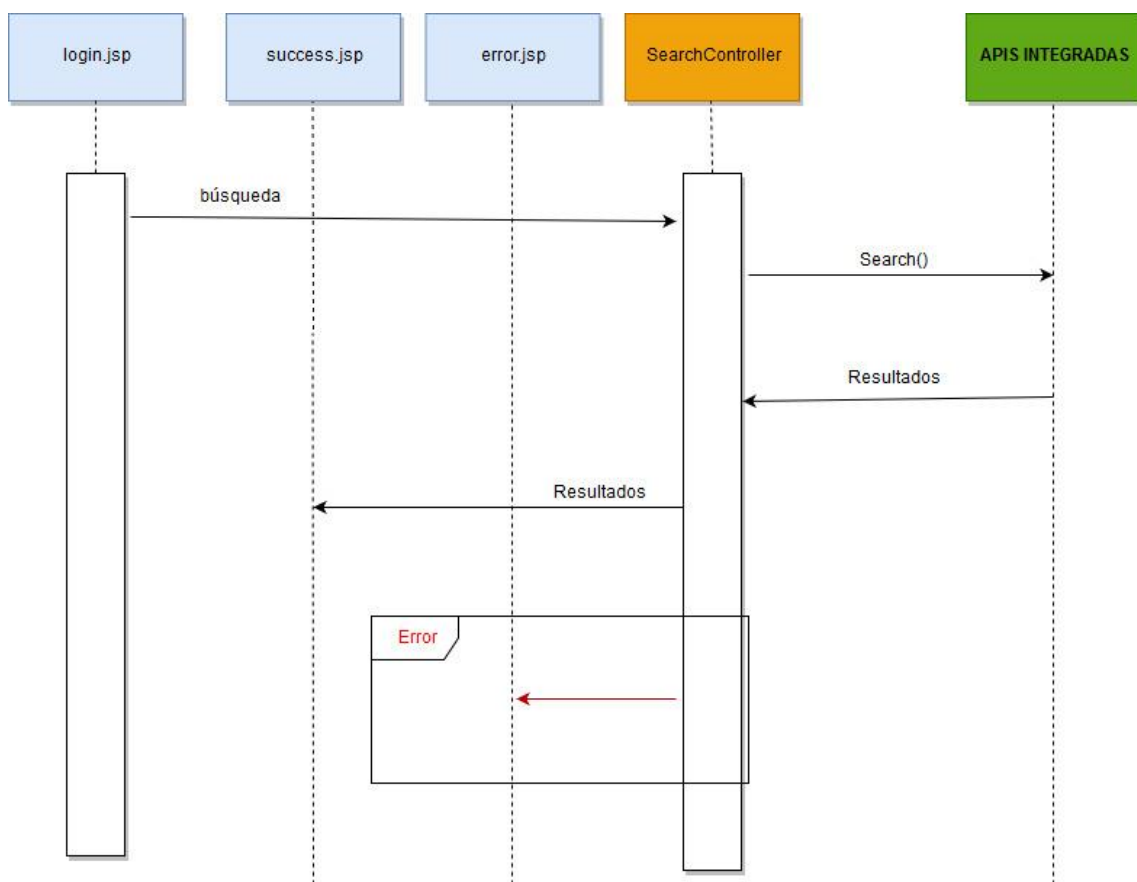 login.jsp
success.jsp
error.jsp
SearchController
APIS INTEGRADAS
búsqueda
Search()
Resultados
Resultados
Error